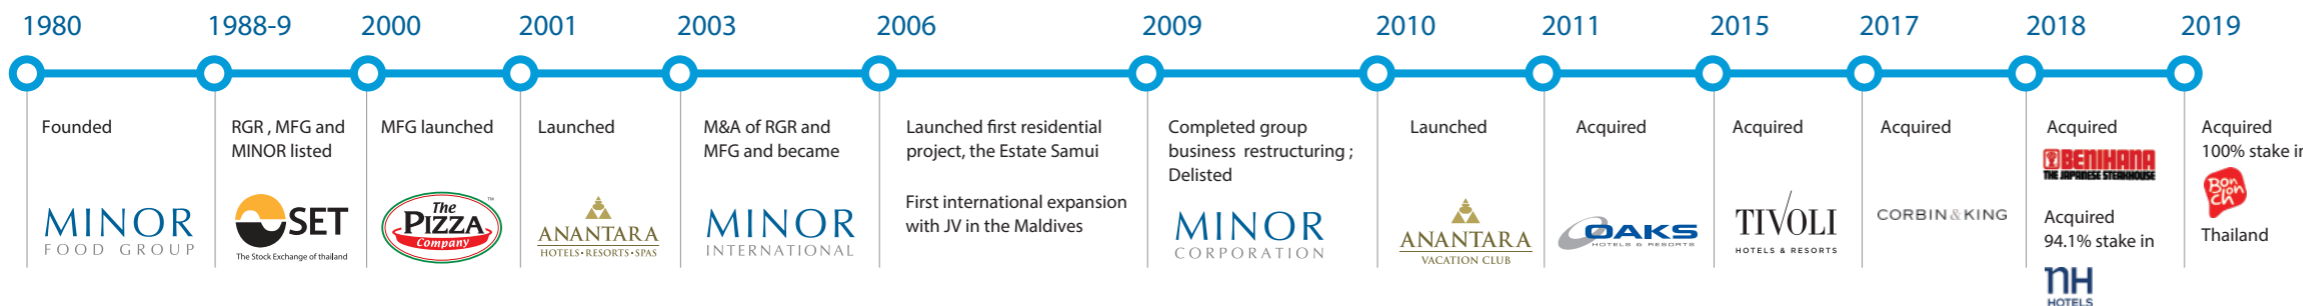 1980
1988-9
2000
2001
2003
2006
2009
2010
2011
2015
2017
2018
2019
Founded
MINOR
FOOD GROUP
RGR , MFG and
MINOR listed
SET
The Stock Exchange of thailand
MFG launched
The
PIZZA
Company
™
Launched
ANANTARA
HOTELS•RESORTS•SPAS
M&A of RGR and
MFG and became
MINOR
INTERNATIONAL
Launched first residential
project, the Estate Samui
First international expansion
with JV in the Maldives
Completed group
business restructuring ;
Delisted
MINOR
CORPORATION
Launched
ANANTARA
VACATION CLUB
Acquired
OAKS
HOTELS & RESORTS
Acquired
TIVOLI
HOTELS & RESORTS
Acquired
CORBIN & KING
Acquired
BENIHANA
THE JAPANESE STEAKHOUSE
Acquired
94.1% stake in
nH
HOTELS
Acquired
100% stake in
Bon
chon
Thailand